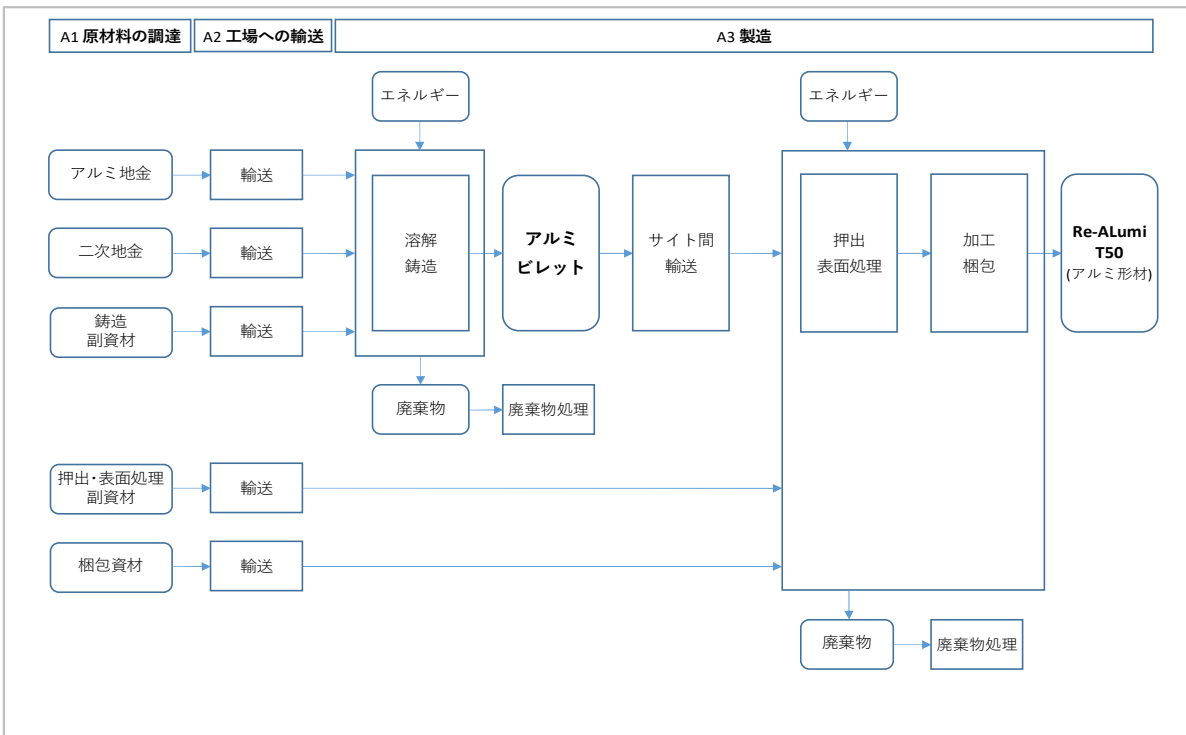 A1 原材料の調達
A2 工場への輸送
A3 製造
エネルギー
エネルギー
アルミ地金
輸送
二次地金
輸送
鋳造
副資材
輸送
溶解
鋳造
アルミ
ビレット
サイト間
輸送
押出
表面処理
加工
梱包
Re-ALumi
T50
(アルミ形材)
廃棄物
廃棄物処理
押出・表面処理
副資材
輸送
梱包資材
輸送
廃棄物
廃棄物処理